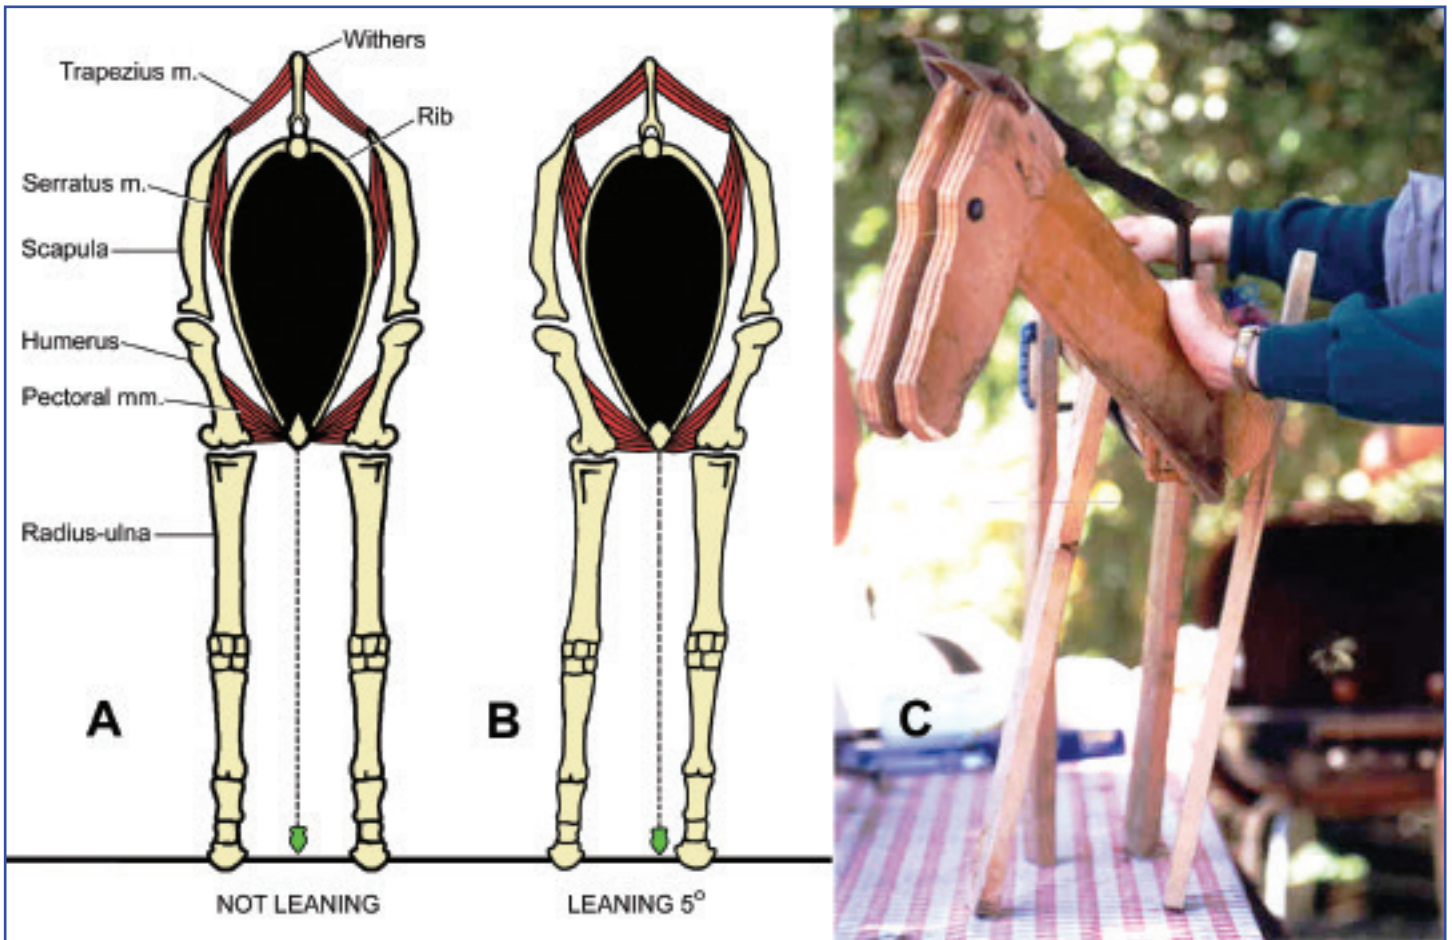 Withers
Trapezius m.
Rib
Serratus m.
Scapula
Humerus
Pectoral mm.
Radius-ulna
A
B
C
NOT LEANING
LEANING 5°